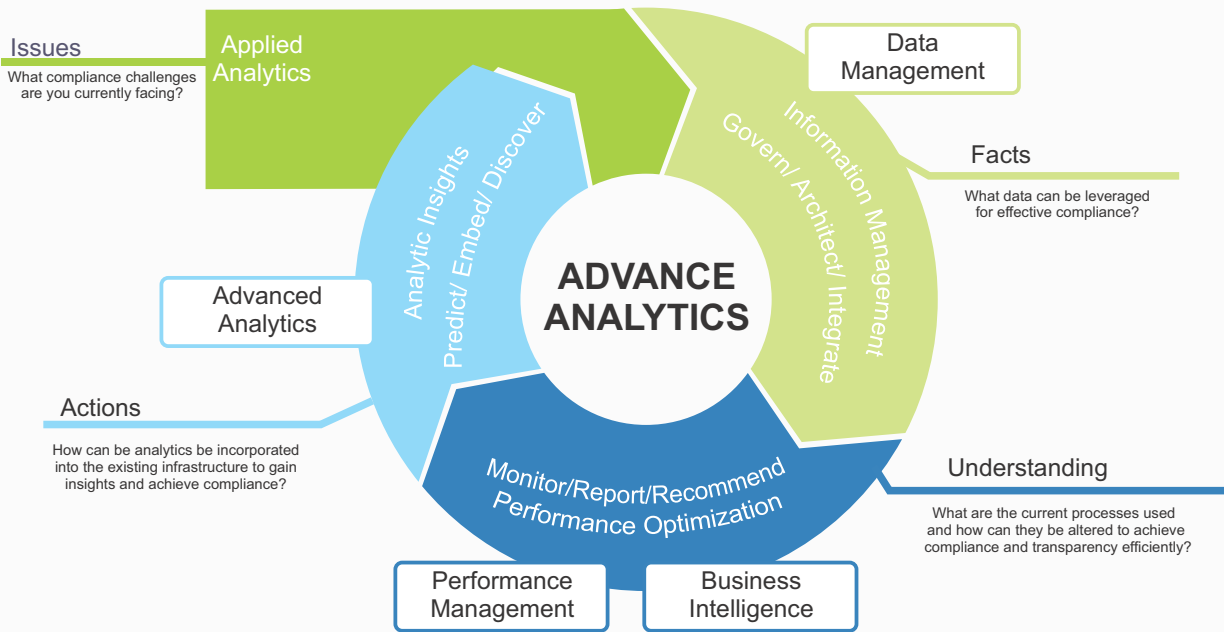 Issues
What compliance challenges
are you currently facing?
Applied
Analytics
Data
Management
Information Management
Govern/ Architect/ Integrate
Facts
What data can be leveraged
for effective compliance?
Analytic Insights
Predict/ Embed/ Discover
ADVANCE
ANALYTICS
Advanced
Analytics
Actions
How can be analytics be incorporated
into the existing infrastructure to gain
insights and achieve compliance?
Monitor/Report/Recommend
Performance Optimization
Understanding
What are the current processes used
and how can they be altered to achieve
compliance and transparency efficiently?
Performance
Management
Business
Intelligence